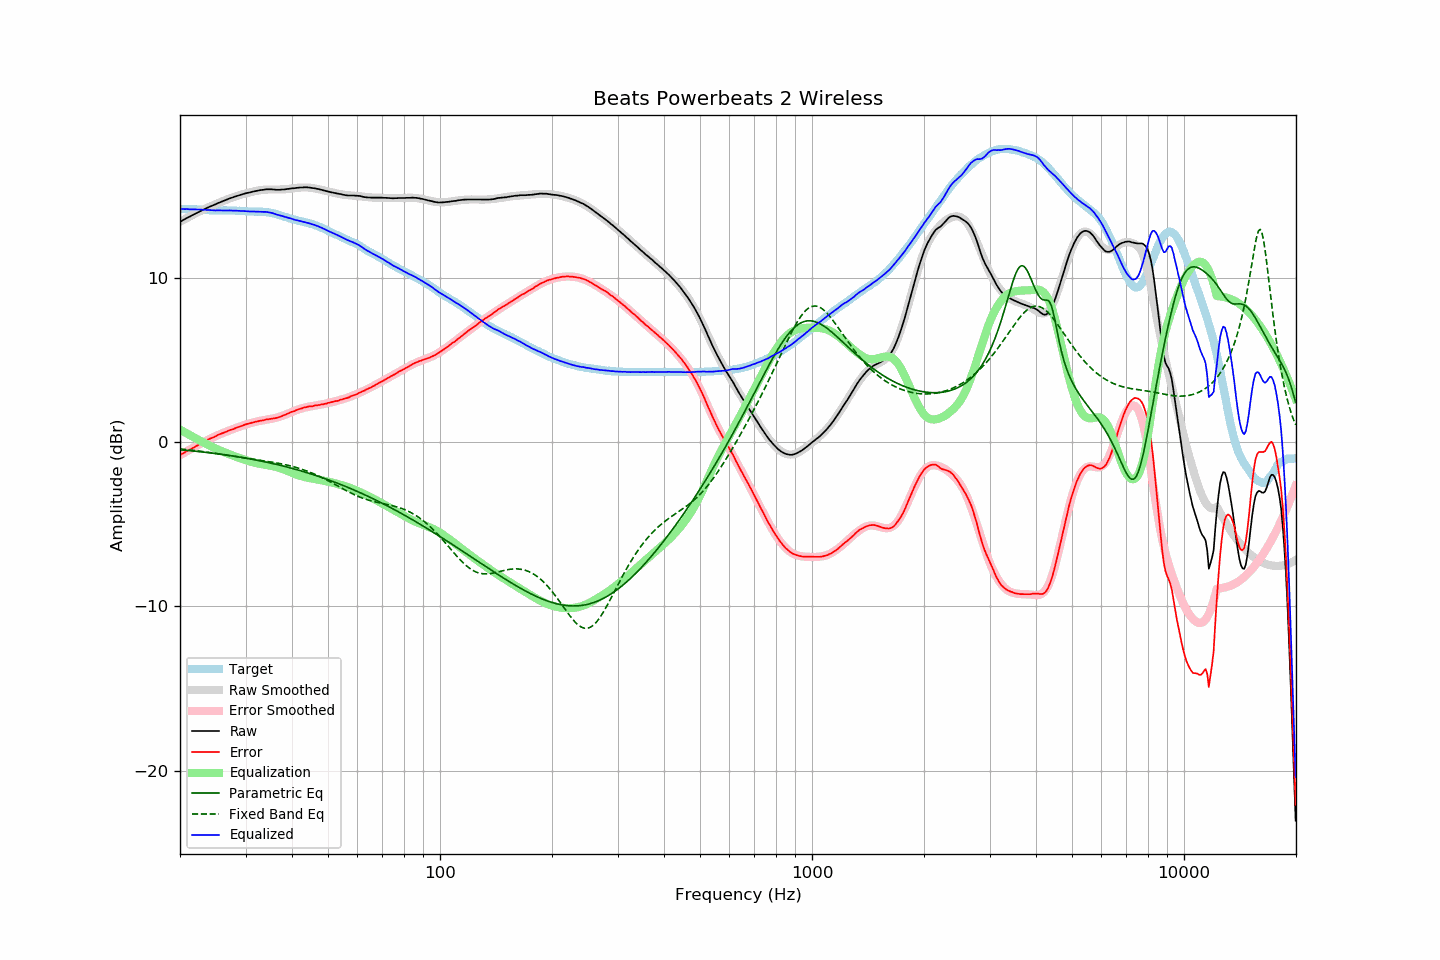 Beats Powerbeats 2 Wireless
Amplitude (dBr)
10
0
−10
−20
Target
Raw Smoothed
Error Smoothed
Raw
Error
Equalization
Parametric Eq
Fixed Band Eq
Equalized
100
1000
10000
Frequency (Hz)